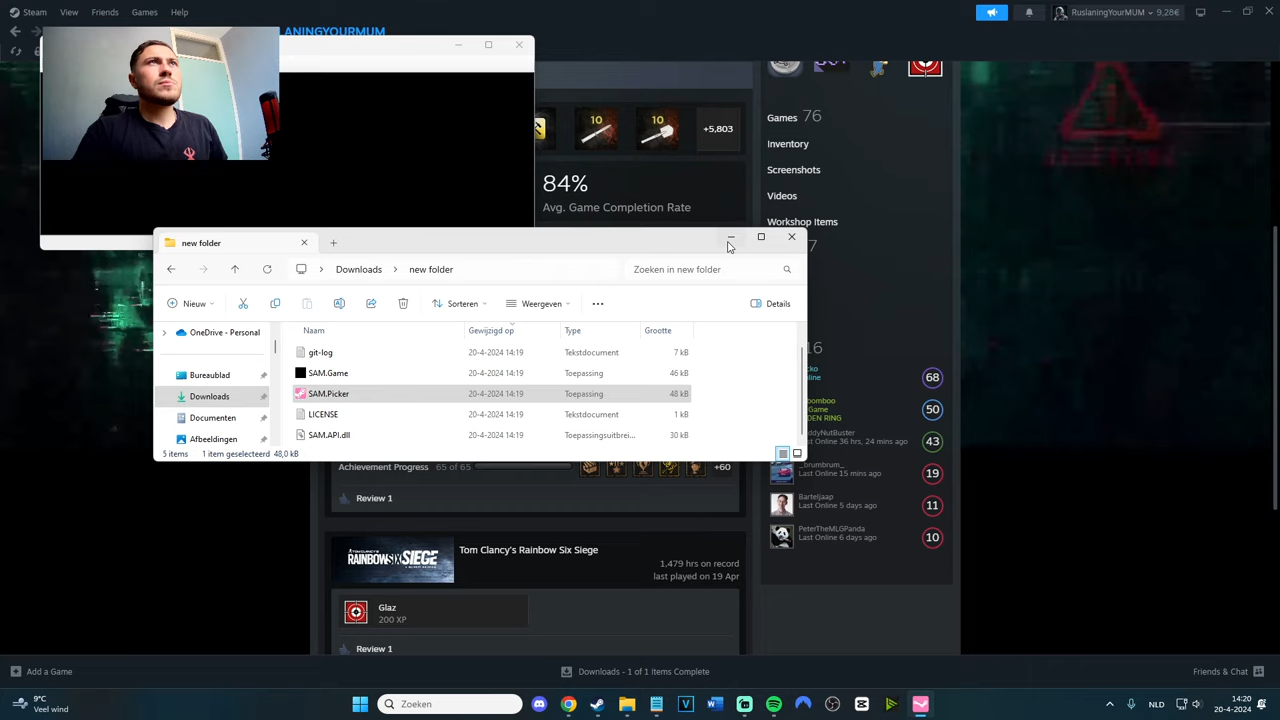 Steam View Friends Games Help
RuslaningYourMUM 9,28€
ANINGYOURMUM
10 10 +5,803
84%
Avg. Game Completion Rate
Games 76
Inventory
Screenshots
Videos
Workshop Items
new folder
Downloads new folder
Zoeken in new folder
Nieuw Sorteren Weergeven Details
Naam Gewijzigd op Type Grootte
OneDrive - Personal
Bureaublad
Downloads
Documenten
Afbeeldingen
git-log 20-4-2024 14:19 Tekstdocument 7 kB
SAM.Game 20-4-2024 14:19 Toepassing 46 kB
SAM.Picker 20-4-2024 14:19 Toepassing 48 kB
LICENSE 20-4-2024 14:19 Tekstdocument 1 kB
SAM.API.dll 20-4-2024 14:19 Toepassingsuitbrei... 30 kB
5 items 1 item geselecteerd 48,0 kB
68
50
Last Online 36 hrs, 24 mins ago
43
_brumbrum_
Last Online 15 mins ago
19
Barteljaap
Last Online 5 days ago
11
PeterTheMLGPanda
Last Online 6 days ago
10
Achievement Progress 65 of 65 +60
Review 1
RAINBOW SIX SIEGE
Tom Clancy's Rainbow Six Siege
1,479 hrs on record
last played on 19 Apr
Glaz
200 XP
Review 1
Add a Game
Downloads - 1 of 1 Items Complete
Friends & Chat
9°C
Veel wind
Zoeken
NLD
14:20
20-4-2024